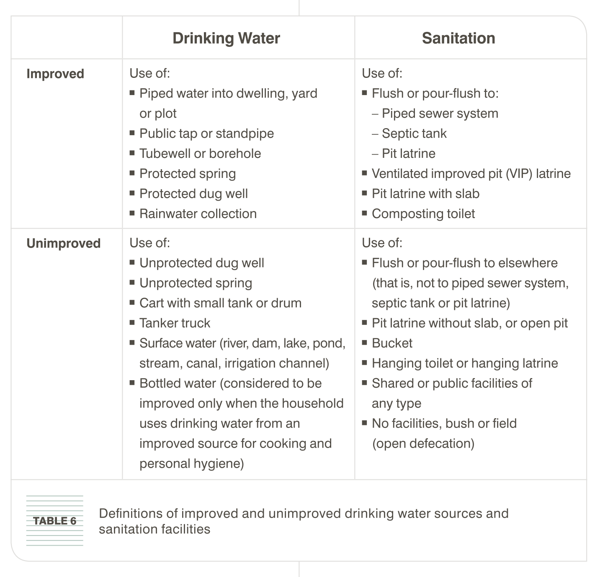 Drinking Water
Sanitation
Improved
Use of:
▪ Piped water into dwelling, yard
or plot
▪ Public tap or standpipe
▪ Tubewell or borehole
▪ Protected spring
▪ Protected dug well
▪ Rainwater collection
Use of:
▪ Flush or pour-flush to:
– Piped sewer system
– Septic tank
– Pit latrine
▪ Ventilated improved pit (VIP) latrine
▪ Pit latrine with slab
▪ Composting toilet
Unimproved
Use of:
▪ Unprotected dug well
▪ Unprotected spring
▪ Cart with small tank or drum
▪ Tanker truck
▪ Surface water (river, dam, lake, pond,
stream, canal, irrigation channel)
▪ Bottled water (considered to be
improved only when the household
uses drinking water from an
improved source for cooking and
personal hygiene)
Use of:
▪ Flush or pour-flush to elsewhere
(that is, not to piped sewer system,
septic tank or pit latrine)
▪ Pit latrine without slab, or open pit
▪ Bucket
▪ Hanging toilet or hanging latrine
▪ Shared or public facilities of
any type
▪ No facilities, bush or field
(open defecation)
TABLE 6
Definitions of improved and unimproved drinking water sources and
sanitation facilities